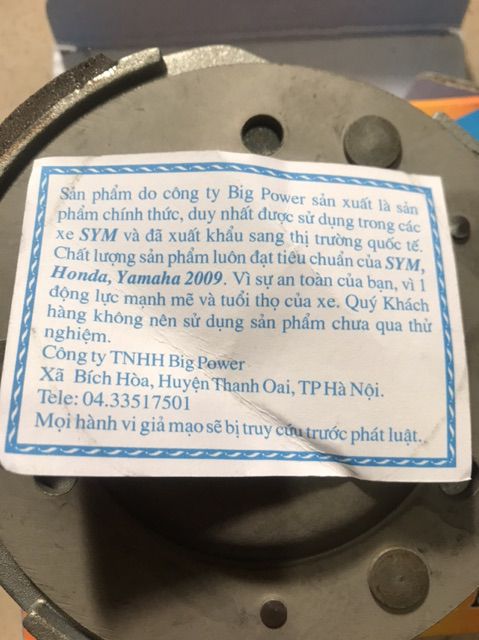 Sản phẩm do công ty Big Power sản xuất là sản
phẩm chính thức, duy nhất được sử dụng trong các
xe SYM và đã xuất khẩu sang thị trường quốc tế.
Chất lượng sản phẩm luôn đạt tiêu chuẩn của SYM,
Honda, Yamaha 2009. Vì sự an toàn của bạn, vì 1
động lực mạnh mẽ và tuổi thọ của xe. Quý Khách
hàng không nên sử dụng sản phẩm chưa qua thử
nghiệm.
Công ty TNHH Big Power
Xã Bích Hòa, Huyện Thanh Oai, TP Hà Nội.
Tele: 04.33517501
Mọi hành vi giả mạo sẽ bị truy cứu trước phát luật.